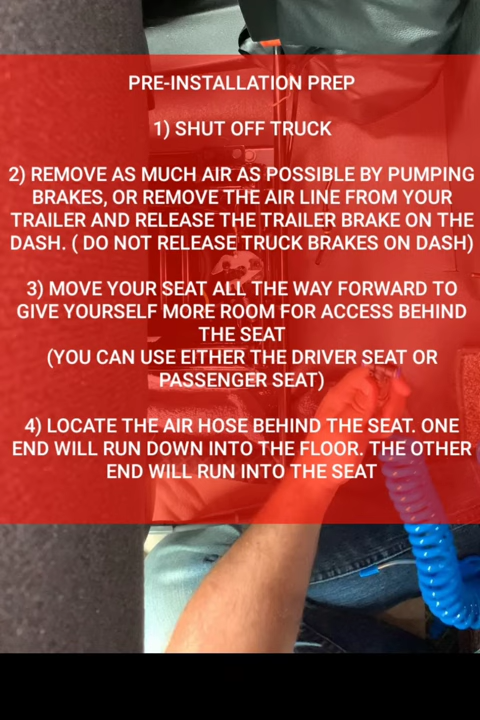 PRE-INSTALLATION PREP
1) SHUT OFF TRUCK
2) REMOVE AS MUCH AIR AS POSSIBLE BY PUMPING
BRAKES, OR REMOVE THE AIR LINE FROM YOUR
TRAILER AND RELEASE THE TRAILER BRAKE ON THE
DASH. ( DO NOT RELEASE TRUCK BRAKES ON DASH)
3) MOVE YOUR SEAT ALL THE WAY FORWARD TO
GIVE YOURSELF MORE ROOM FOR ACCESS BEHIND
THE SEAT
(YOU CAN USE EITHER THE DRIVER SEAT OR
PASSENGER SEAT)
4) LOCATE THE AIR HOSE BEHIND THE SEAT. ONE
END WILL RUN DOWN INTO THE FLOOR. THE OTHER
END WILL RUN INTO THE SEAT